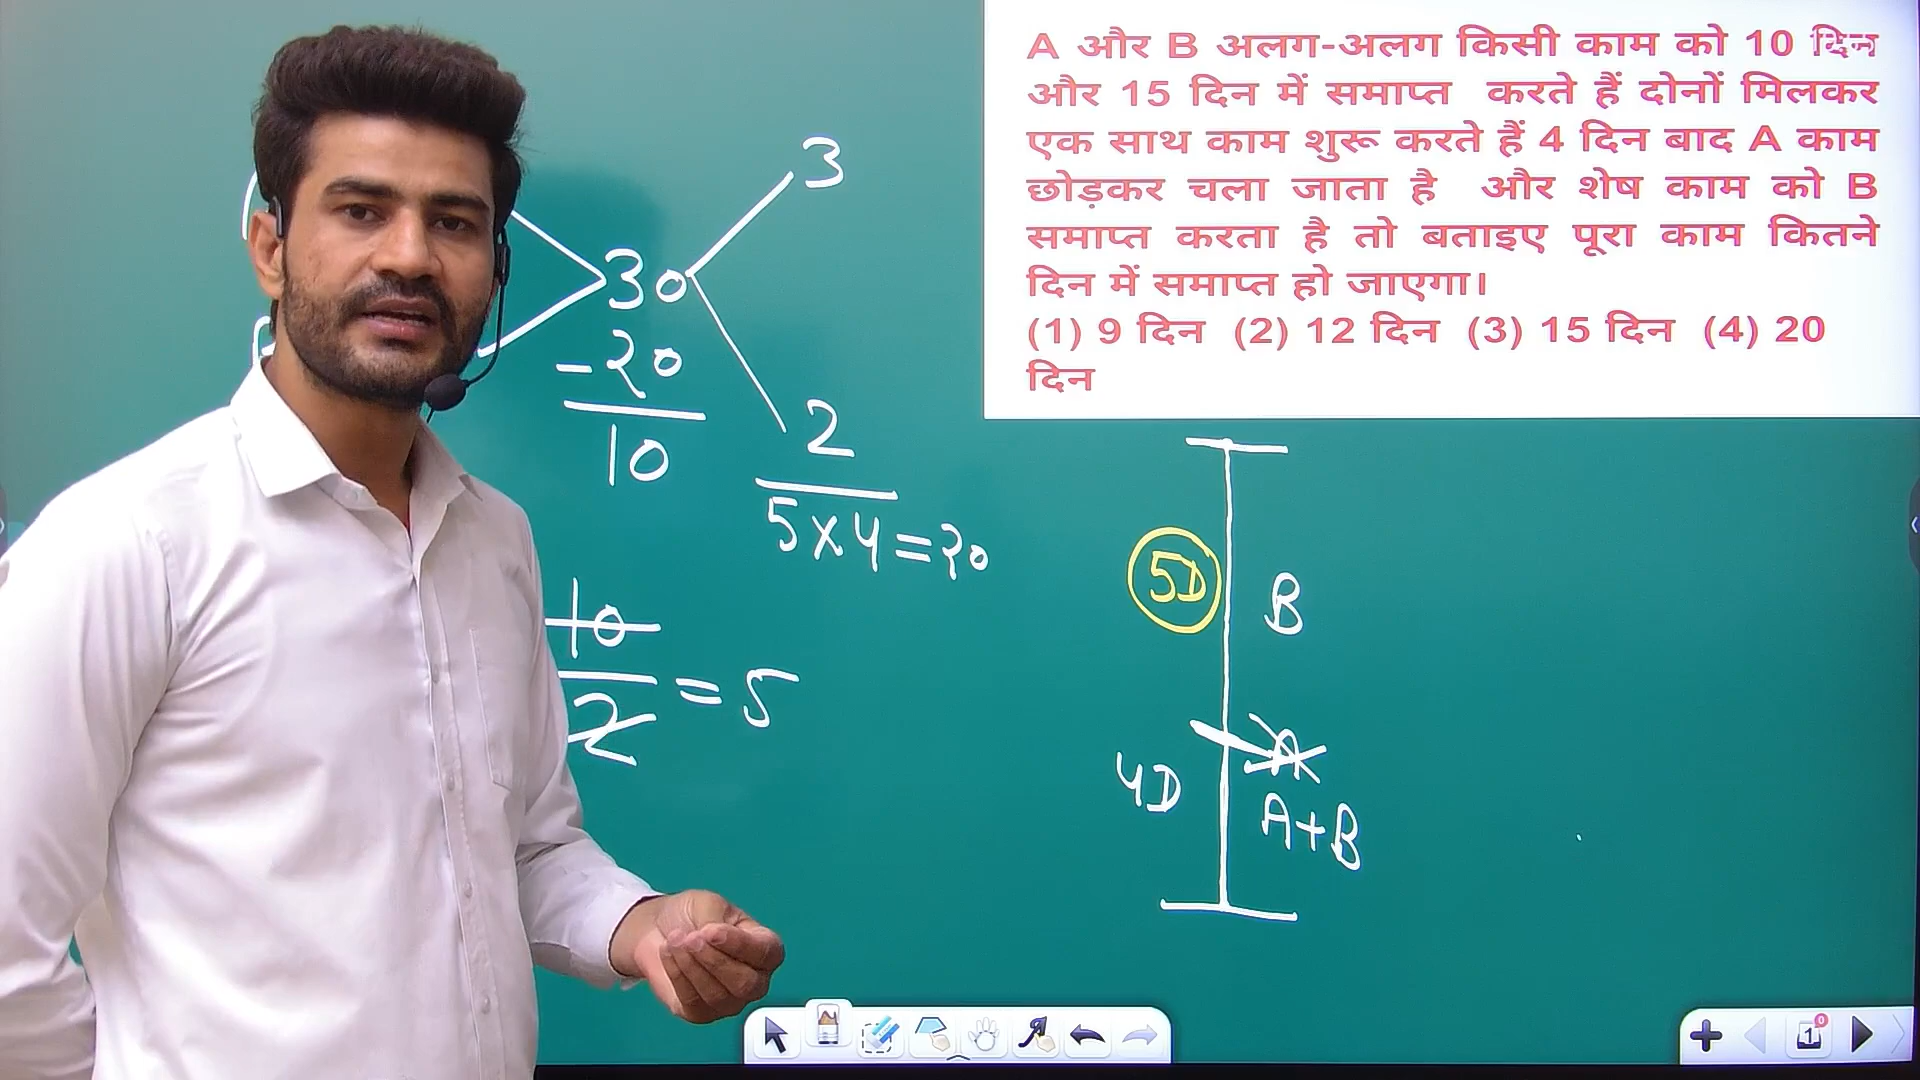 A और B अलग-अलग किसी काम को 10 दिन
और 15 दिन में समाप्त करते हैं दोनों मिलकर
एक साथ काम शुरू करते हैं 4 दिन बाद A काम
छोड़कर चला जाता है और शेष काम को B
समाप्त करता है तो बताइए पूरा काम कितने
दिन में समाप्त हो जाएगा।
(1) 9 दिन (2) 12 दिन (3) 15 दिन (4) 20
दिन
3
30
- 20
10
2
5x4=20
10
2
= 5
5D
B
A
4D
A+B
1
0